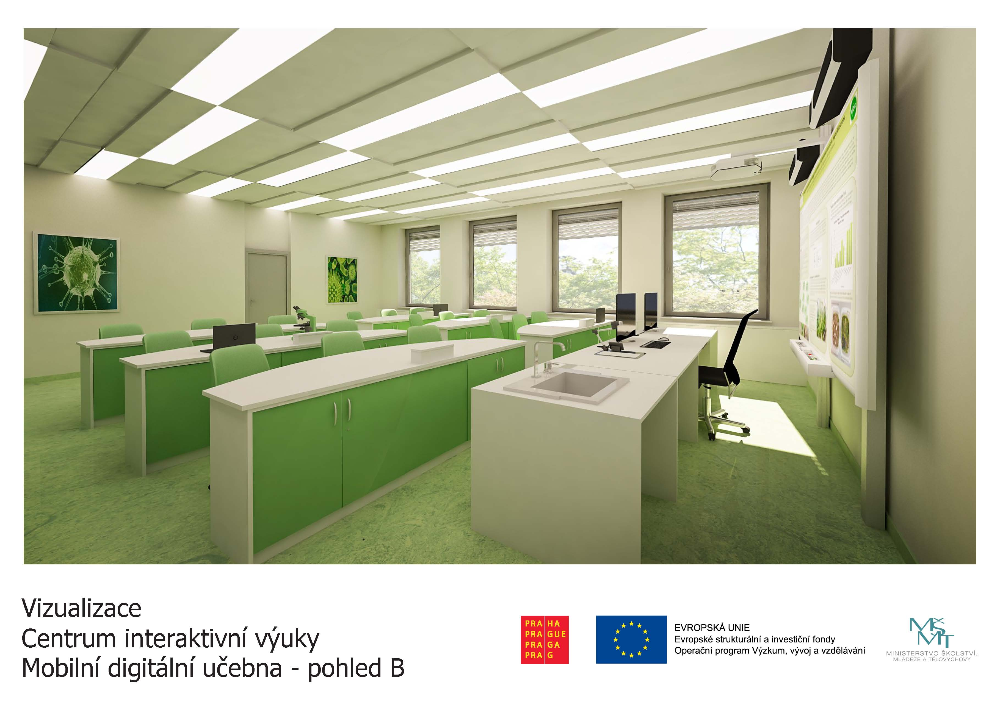 Vizualizace
Centrum interaktivní výuky
Mobilní digitální učebna - pohled B
PRA HA
PRA GUE
PRA GA
PRA G
EVROPSKÁ UNIE
Evropské strukturální a investiční fondy
Operační program Výzkum, vývoj a vzdělávání
MŠMT
MINISTERSTVO ŠKOLSTVÍ,
MLÁDEŽE A TĚLOVÝCHOVY